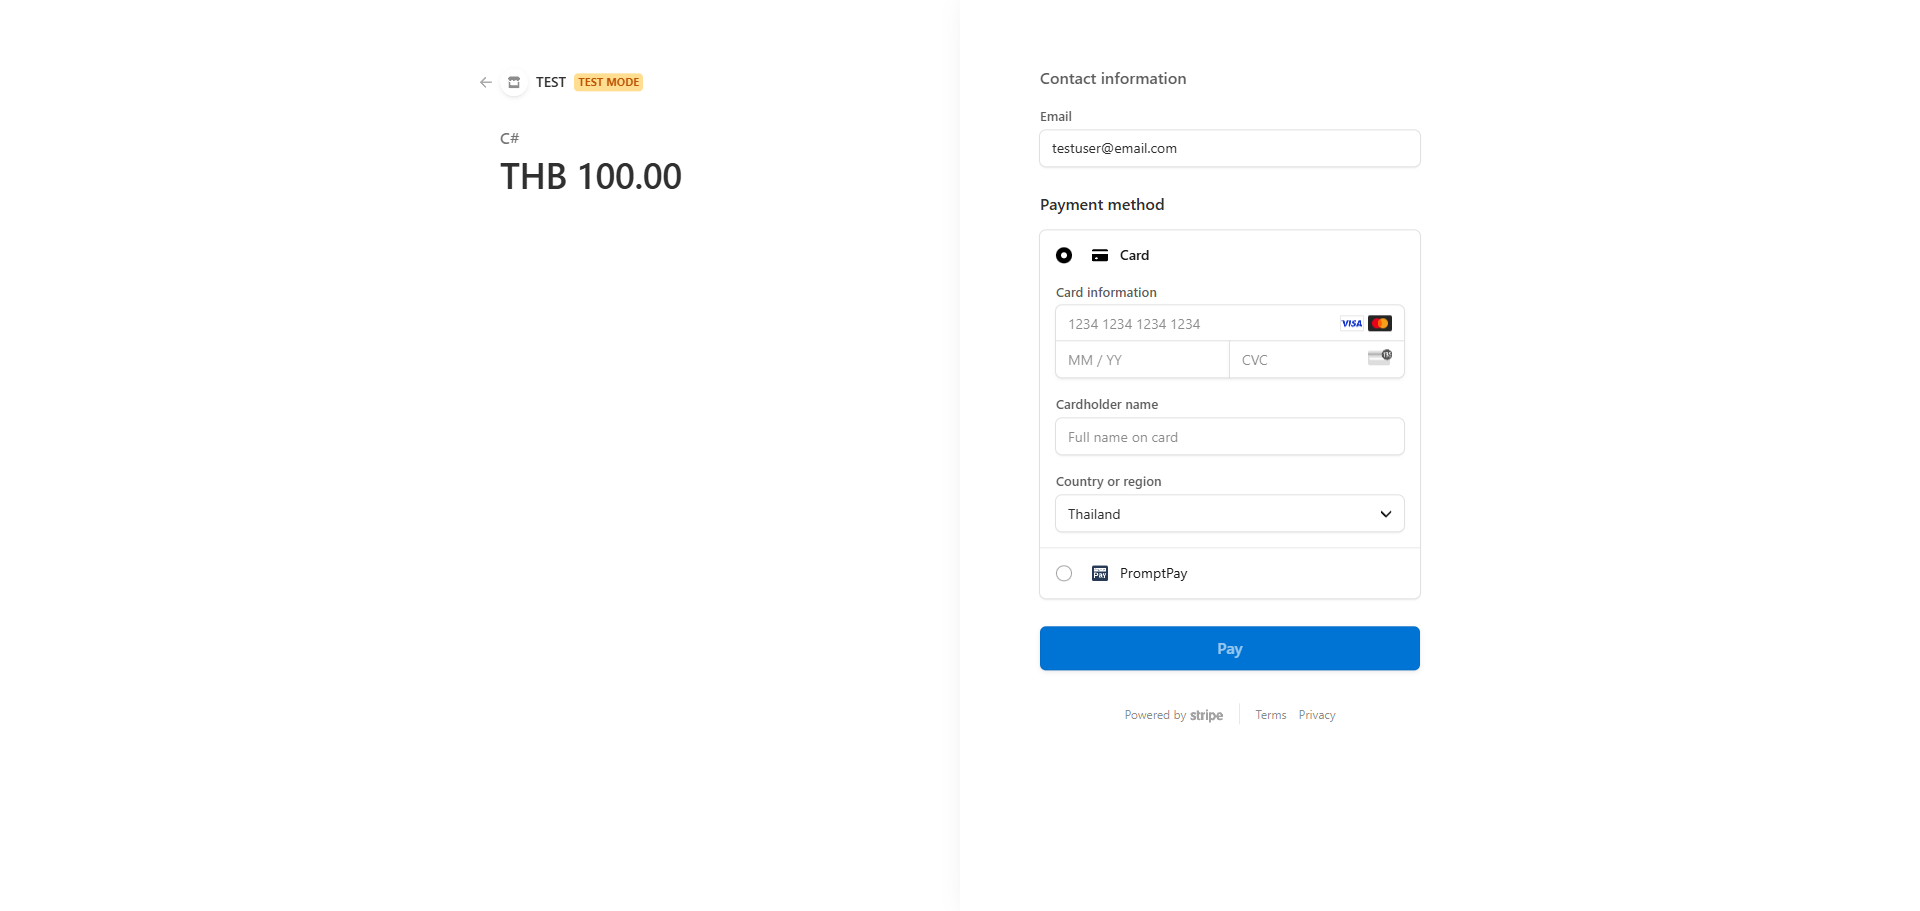 TEST TEST MODE
C#
THB 100.00
Contact information
Email
testuser@email.com
Payment method
Card
Card information
1234 1234 1234 1234 VISA
MM / YY CVC
Cardholder name
Full name on card
Country or region
Thailand
PromptPay
Pay
Powered by stripe Terms Privacy